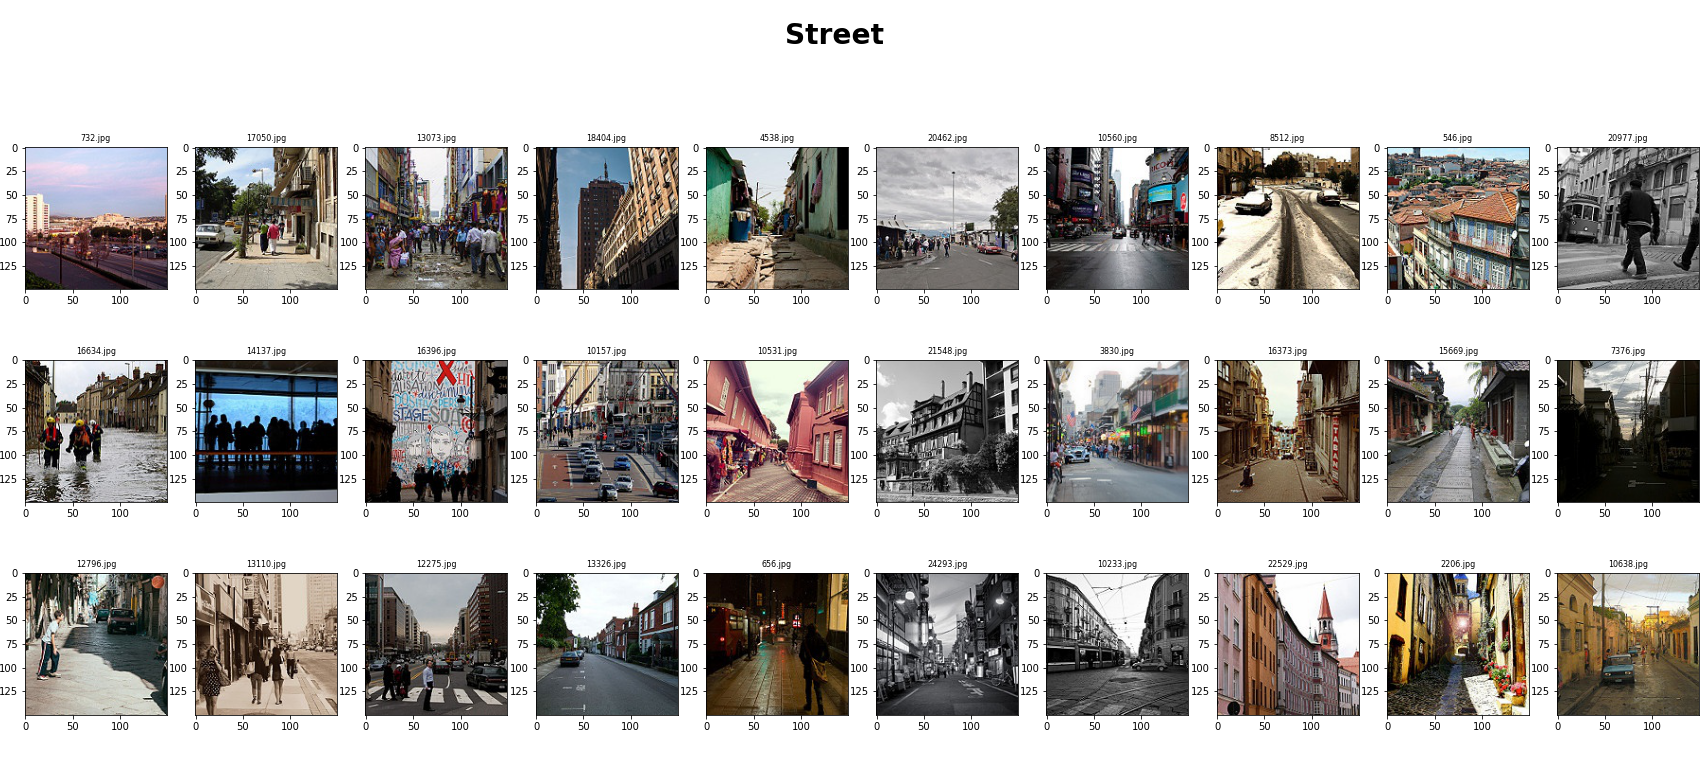 Street
732.jpg 17050.jpg 13073.jpg 18404.jpg 4538.jpg 20462.jpg 10560.jpg 8512.jpg 546.jpg 20977.jpg
0 0 0 0 0 0 0 0 0 0
25 25 25 25 25 25 25 25 25 25
50 50 50 50 50 50 50 50 50 50
75 75 75 75 75 75 75 75 75 75
100 100 100 100 100 100 100 100 100 100
125 125 125 125 125 125 125 125 125 125
0 50 100 0 50 100 0 50 100 0 50 100 0 50 100 0 50 100 0 50 100 0 50 100 0 50 100 0 50 100
16634.jpg 14137.jpg 16396.jpg 10157.jpg 10531.jpg 21548.jpg 3830.jpg 16373.jpg 15669.jpg 7376.jpg
0 0 0 0 0 0 0 0 0 0
25 25 25 25 25 25 25 25 25 25
50 50 50 50 50 50 50 50 50 50
75 75 75 75 75 75 75 75 75 75
100 100 100 100 100 100 100 100 100 100
125 125 125 125 125 125 125 125 125 125
0 50 100 0 50 100 0 50 100 0 50 100 0 50 100 0 50 100 0 50 100 0 50 100 0 50 100 0 50 100
STAGE
12796.jpg 13110.jpg 12275.jpg 13326.jpg 656.jpg 24293.jpg 10233.jpg 22529.jpg 2206.jpg 10638.jpg
0 0 0 0 0 0 0 0 0 0
25 25 25 25 25 25 25 25 25 25
50 50 50 50 50 50 50 50 50 50
75 75 75 75 75 75 75 75 75 75
100 100 100 100 100 100 100 100 100 100
125 125 125 125 125 125 125 125 125 125
0 50 100 0 50 100 0 50 100 0 50 100 0 50 100 0 50 100 0 50 100 0 50 100 0 50 100 0 50 100